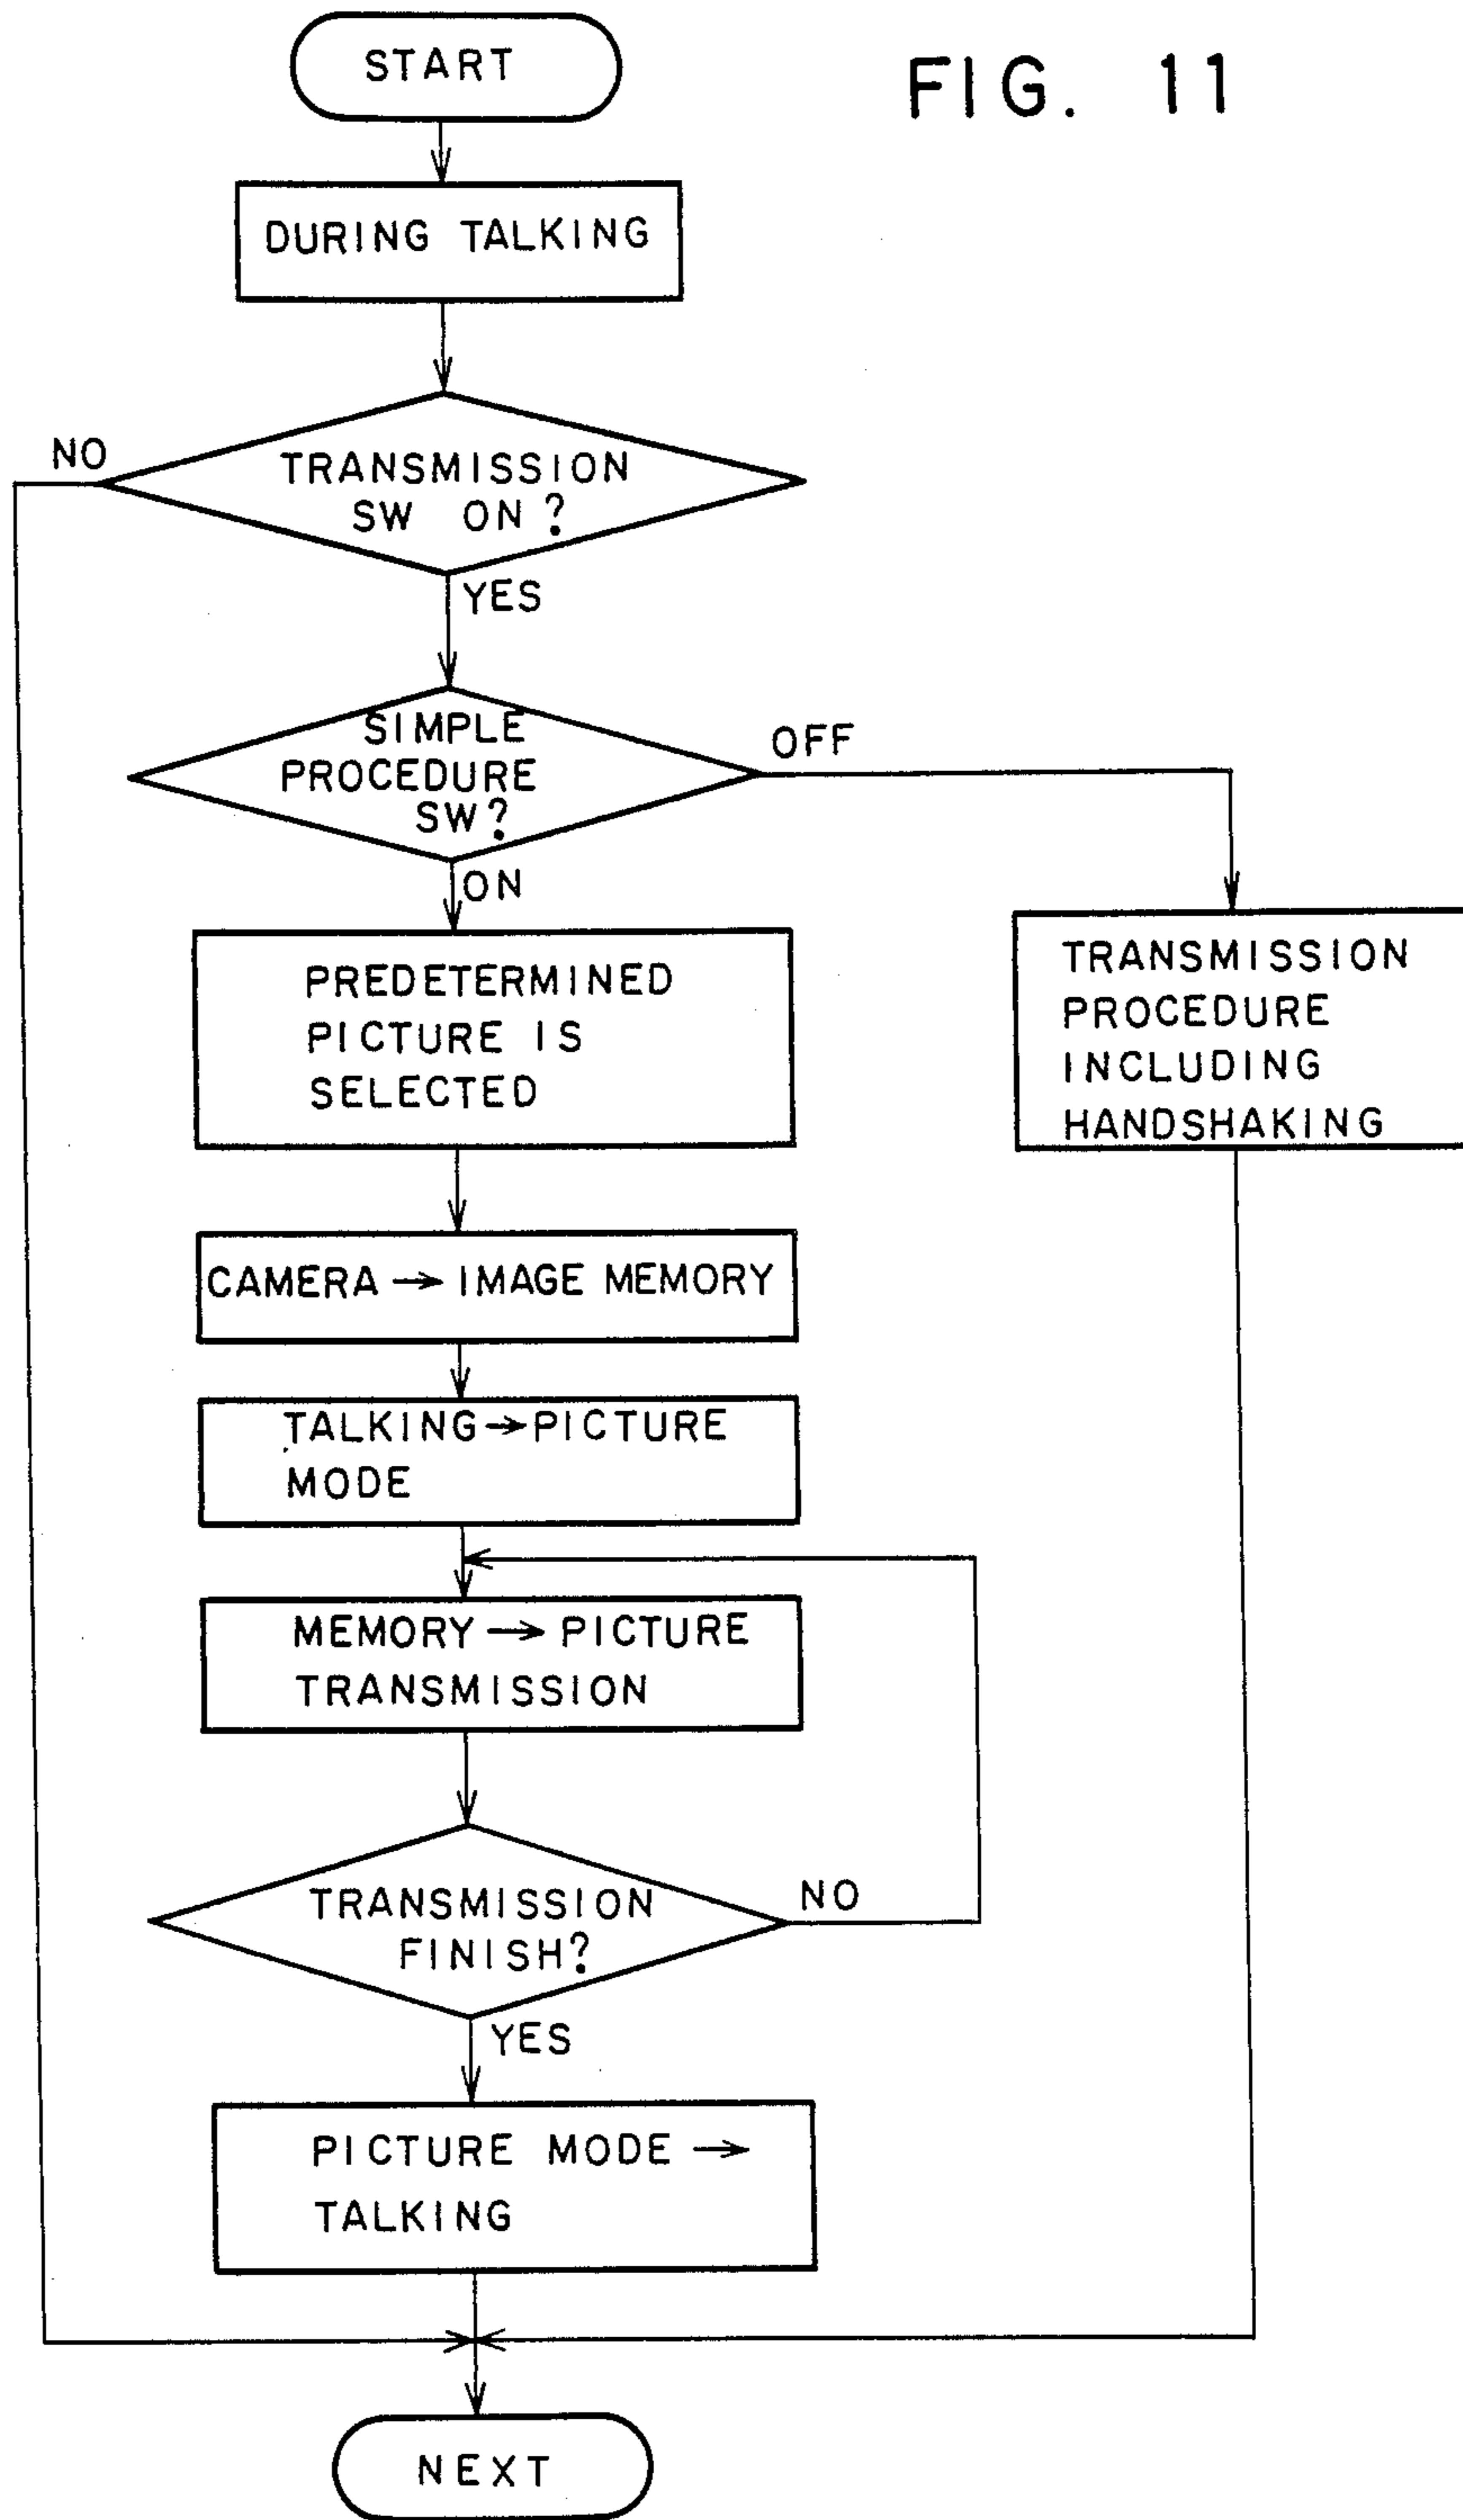 START
FIG. 11
DURING TALKING
NO
TRANSMISSION
SW ON?
YES
SIMPLE
PROCEDURE
SW?
OFF
ON
PREDETERMINED
PICTURE IS
SELECTED
TRANSMISSION
PROCEDURE
INCLUDING
HANDSHAKING
CAMERA → IMAGE MEMORY
TALKING → PICTURE
MODE
MEMORY → PICTURE
TRANSMISSION
TRANSMISSION
FINISH?
NO
YES
PICTURE MODE →
TALKING
NEXT